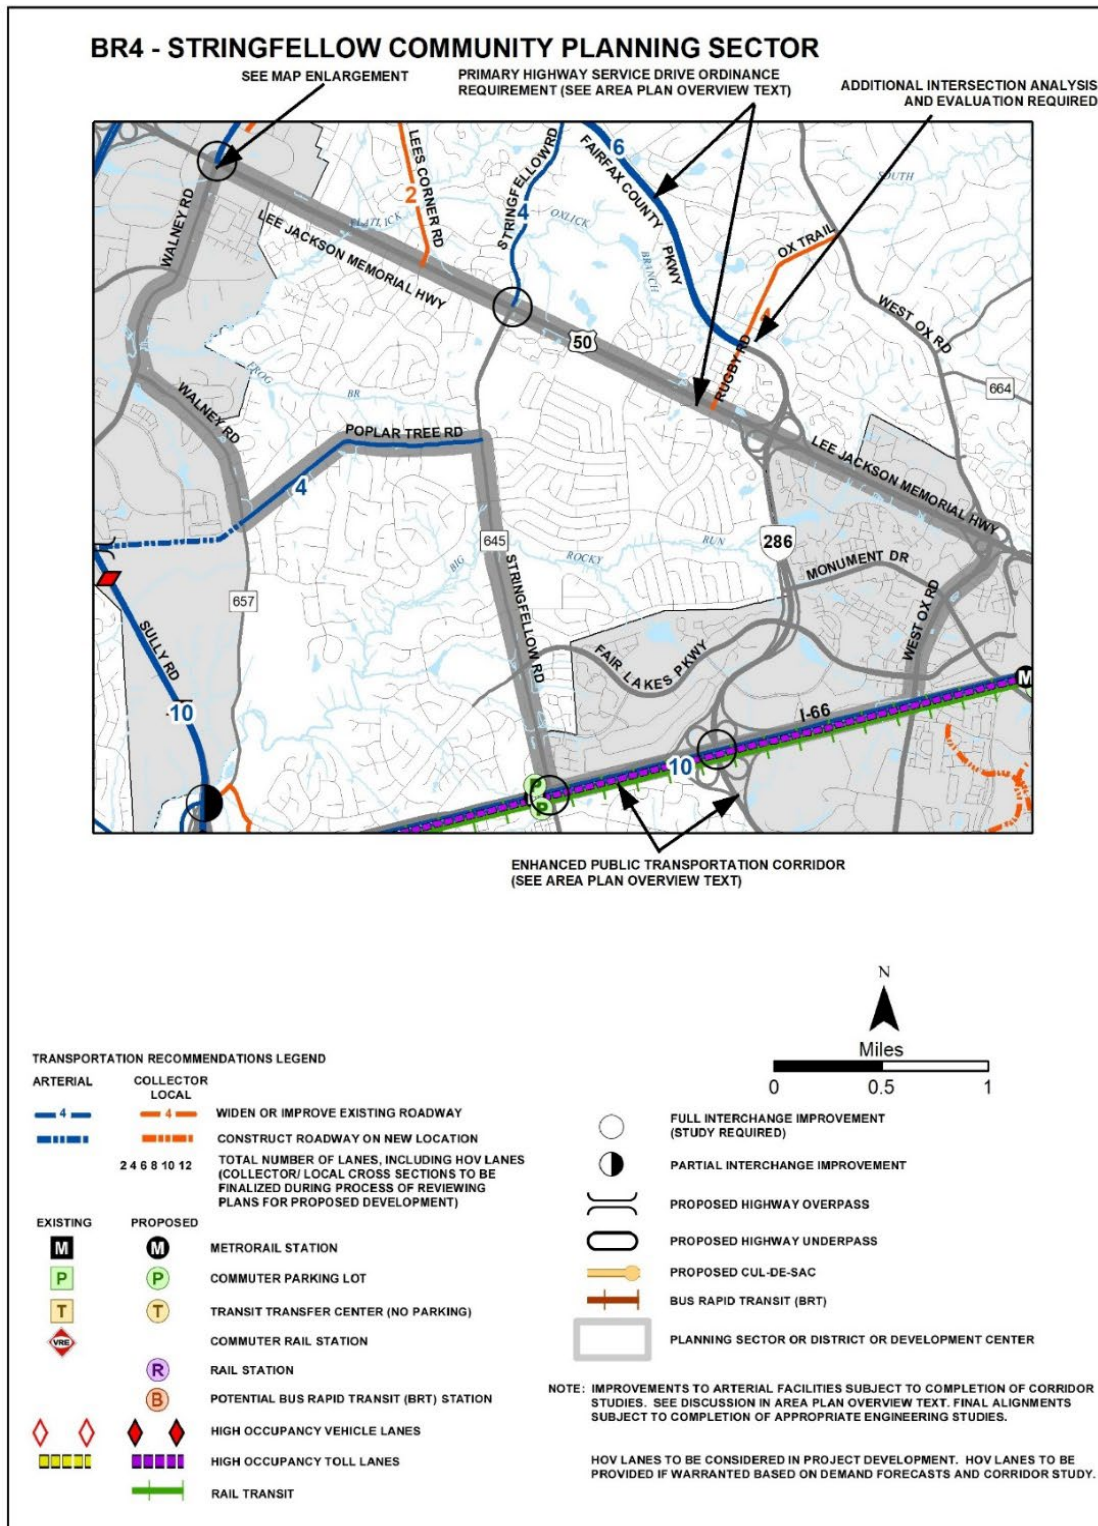 BR4 - STRINGFELLOW COMMUNITY PLANNING SECTOR
SEE MAP ENLARGEMENT
PRIMARY HIGHWAY SERVICE DRIVE ORDINANCE
REQUIREMENT (SEE AREA PLAN OVERVIEW TEXT)
ADDITIONAL INTERSECTION ANALYSIS
AND EVALUATION REQUIRED
WALNEY RD
LEES CORNER RD
2
STRINGFELLOW RD
4
6
FAIRFAX COUNTY
PKWY
SOUTH
FLATLICK
OXLICK
BRANCH
OX TRAIL
LEE JACKSON MEMORIAL HWY
50
RUGBY RD
WEST OX RD
664
FROG
BR
WALNEY RD
POPLAR TREE RD
4
LEE JACKSON MEMORIAL HWY
645
BIG
ROCKY
RUN
286
MONUMENT DR
657
STRINGFELLOW RD
FAIR LAKES PKWY
WEST OX RD
SULLY RD
10
I-66
M
10
P
P
ENHANCED PUBLIC TRANSPORTATION CORRIDOR
(SEE AREA PLAN OVERVIEW TEXT)
N
Miles
0 0.5 1
TRANSPORTATION RECOMMENDATIONS LEGEND
ARTERIAL
COLLECTOR
LOCAL
4 4 WIDEN OR IMPROVE EXISTING ROADWAY
CONSTRUCT ROADWAY ON NEW LOCATION
2 4 6 8 10 12 TOTAL NUMBER OF LANES, INCLUDING HOV LANES
(COLLECTOR/ LOCAL CROSS SECTIONS TO BE
FINALIZED DURING PROCESS OF REVIEWING
PLANS FOR PROPOSED DEVELOPMENT)
EXISTING PROPOSED
M M METRORAIL STATION
P P COMMUTER PARKING LOT
T T TRANSIT TRANSFER CENTER (NO PARKING)
VRE COMMUTER RAIL STATION
R RAIL STATION
B POTENTIAL BUS RAPID TRANSIT (BRT) STATION
HIGH OCCUPANCY VEHICLE LANES
HIGH OCCUPANCY TOLL LANES
RAIL TRANSIT
FULL INTERCHANGE IMPROVEMENT
(STUDY REQUIRED)
PARTIAL INTERCHANGE IMPROVEMENT
PROPOSED HIGHWAY OVERPASS
PROPOSED HIGHWAY UNDERPASS
PROPOSED CUL-DE-SAC
BUS RAPID TRANSIT (BRT)
PLANNING SECTOR OR DISTRICT OR DEVELOPMENT CENTER
NOTE: IMPROVEMENTS TO ARTERIAL FACILITIES SUBJECT TO COMPLETION OF CORRIDOR
STUDIES. SEE DISCUSSION IN AREA PLAN OVERVIEW TEXT. FINAL ALIGNMENTS
SUBJECT TO COMPLETION OF APPROPRIATE ENGINEERING STUDIES.
HOV LANES TO BE CONSIDERED IN PROJECT DEVELOPMENT. HOV LANES TO BE
PROVIDED IF WARRANTED BASED ON DEMAND FORECASTS AND CORRIDOR STUDY.